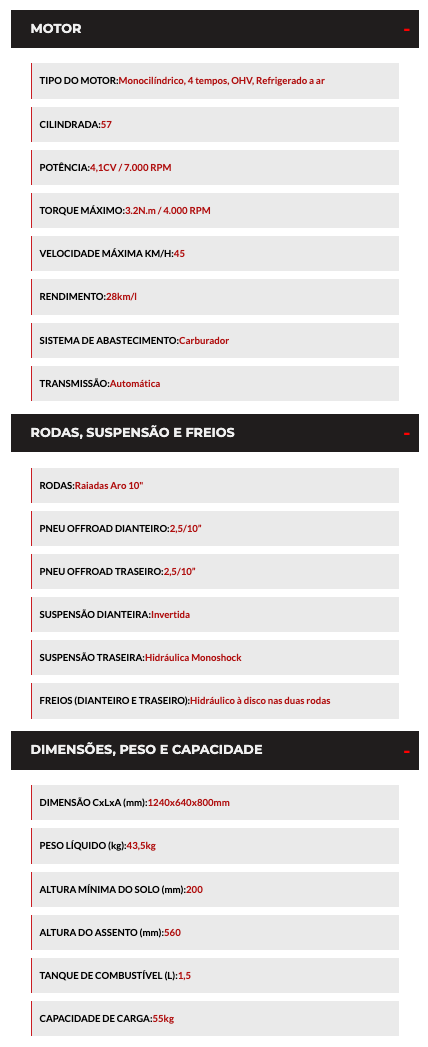 MOTOR -
TIPO DO MOTOR:Monocilíndrico, 4 tempos, OHV, Refrigerado a ar
CILINDRADA:57
POTÊNCIA:4,1CV / 7.000 RPM
TORQUE MÁXIMO:3.2N.m / 4.000 RPM
VELOCIDADE MÁXIMA KM/H:45
RENDIMENTO:28km/l
SISTEMA DE ABASTECIMENTO:Carburador
TRANSMISSÃO:Automática
RODAS, SUSPENSÃO E FREIOS -
RODAS:Raiadas Aro 10"
PNEU OFFROAD DIANTEIRO:2,5/10"
PNEU OFFROAD TRASEIRO:2,5/10"
SUSPENSÃO DIANTEIRA:Invertida
SUSPENSÃO TRASEIRA:Hidráulica Monoshock
FREIOS (DIANTEIRO E TRASEIRO):Hidráulico à disco nas duas rodas
DIMENSÕES, PESO E CAPACIDADE -
DIMENSÃO CxLxA (mm):1240x640x800mm
PESO LÍQUIDO (kg):43,5kg
ALTURA MÍNIMA DO SOLO (mm):200
ALTURA DO ASSENTO (mm):560
TANQUE DE COMBUSTÍVEL (L):1,5
CAPACIDADE DE CARGA:55kg